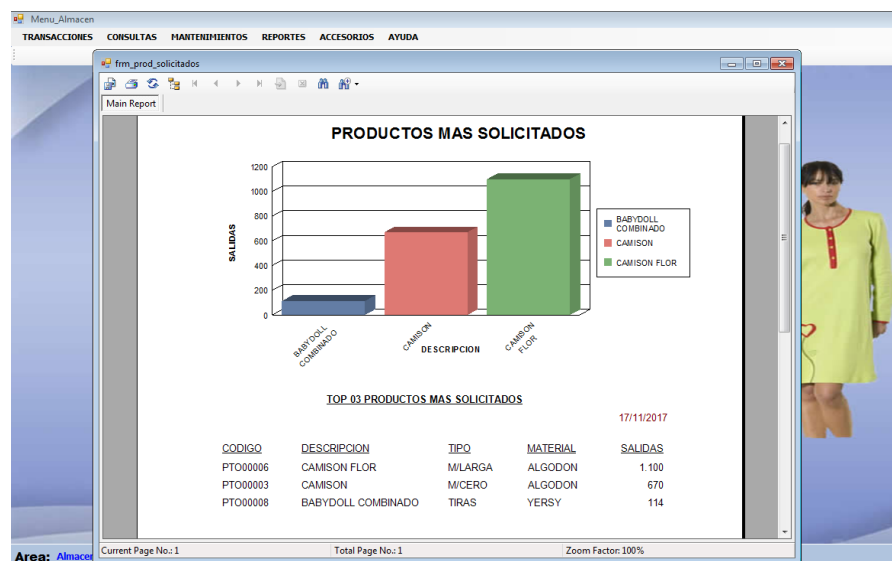 Menu_Almacen
TRANSACCIONES CONSULTAS MANTENIMIENTOS REPORTES ACCESORIOS AYUDA
frm_prod_solicitados
Main Report
PRODUCTOS MAS SOLICITADOS
1200
1000
800
600
400
200
0
SALIDAS
BABYDOLL
COMBINADO
CAMISON
CAMISON FLOR
BABYDOLL
COMBINADO
CAMISON
CAMISON
FLOR
DESCRIPCION
TOP 03 PRODUCTOS MAS SOLICITADOS
17/11/2017
CODIGO DESCRIPCION TIPO MATERIAL SALIDAS
PTO00006 CAMISON FLOR M/LARGA ALGODON 1.100
PTO00003 CAMISON M/CERO ALGODON 670
PTO00008 BABYDOLL COMBINADO TIRAS YERSY 114
Current Page No.: 1 Total Page No.: 1 Zoom Factor: 100%
Area: Almacen